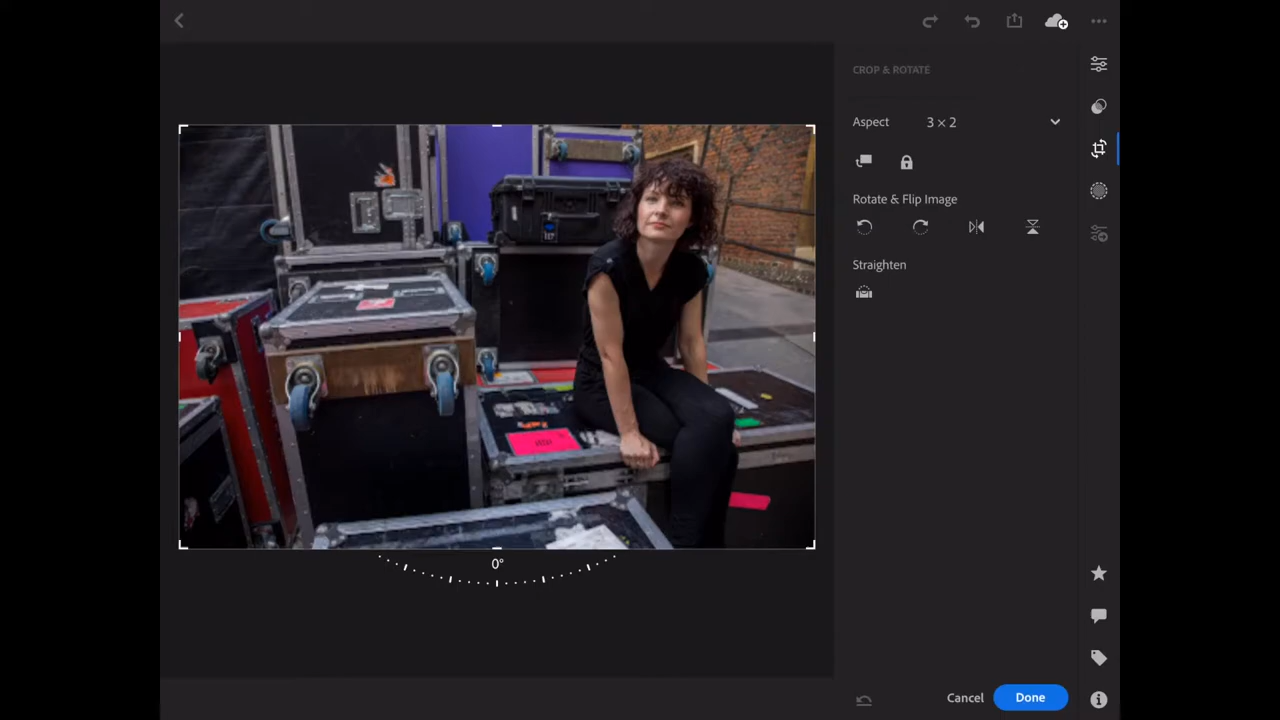 CROP & ROTATE
Aspect 3 × 2
Rotate & Flip Image
Straighten
0°
Cancel Done